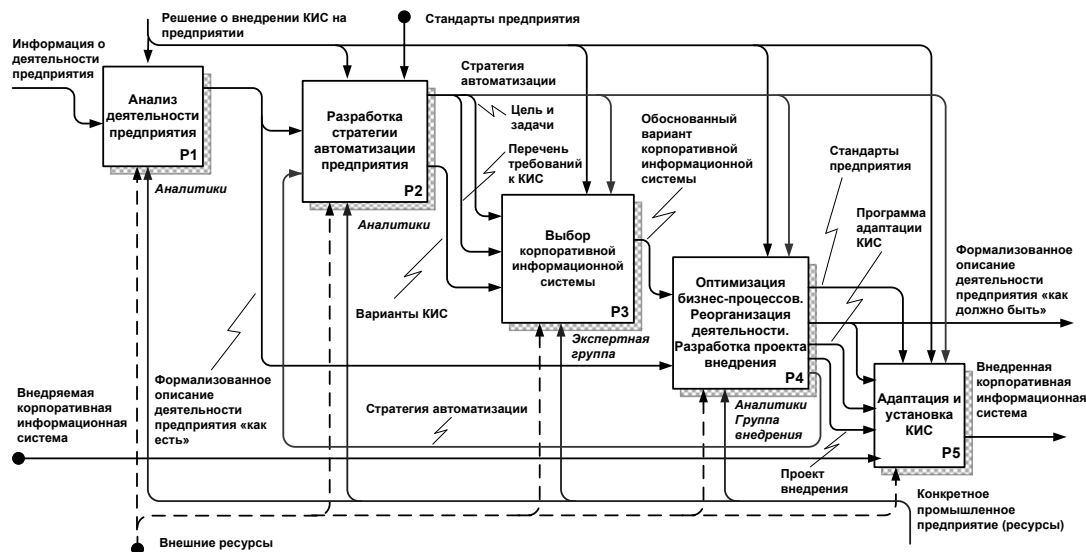 Решение о внедрении КИС на
предприятии
Стандарты предприятия
Информация о
деятельности
предприятия
Анализ
деятельности
предприятия
P1
Аналитики
Разработка
стратегии
автоматизации
предприятия
P2
Аналитики
Стратегия
автоматизации
Цель и
задачи
Перечень
требований
к КИС
Варианты КИС
Обоснованный
вариант
корпоративной
информационной
системы
Выбор
корпоративной
информационной
системы
P3
Экспертная
группа
Стандарты
предприятия
Программа
адаптации
КИС
Оптимизация
бизнес-процессов.
Реорганизация
деятельности.
Разработка проекта
внедрения
P4
Аналитики
Группа
внедрения
Формализованное
описание
деятельности
предприятия «как
должно быть»
Формализованное
описание
деятельности
предприятия «как
есть»
Стратегия автоматизации
Внедряемая
корпоративная
информационная
система
Адаптация и
установка
КИС
P5
Внедренная
корпоративная
информационная
система
Проект
внедрения
Конкретное
промышленное
предприятие (ресурсы)
Внешние ресурсы